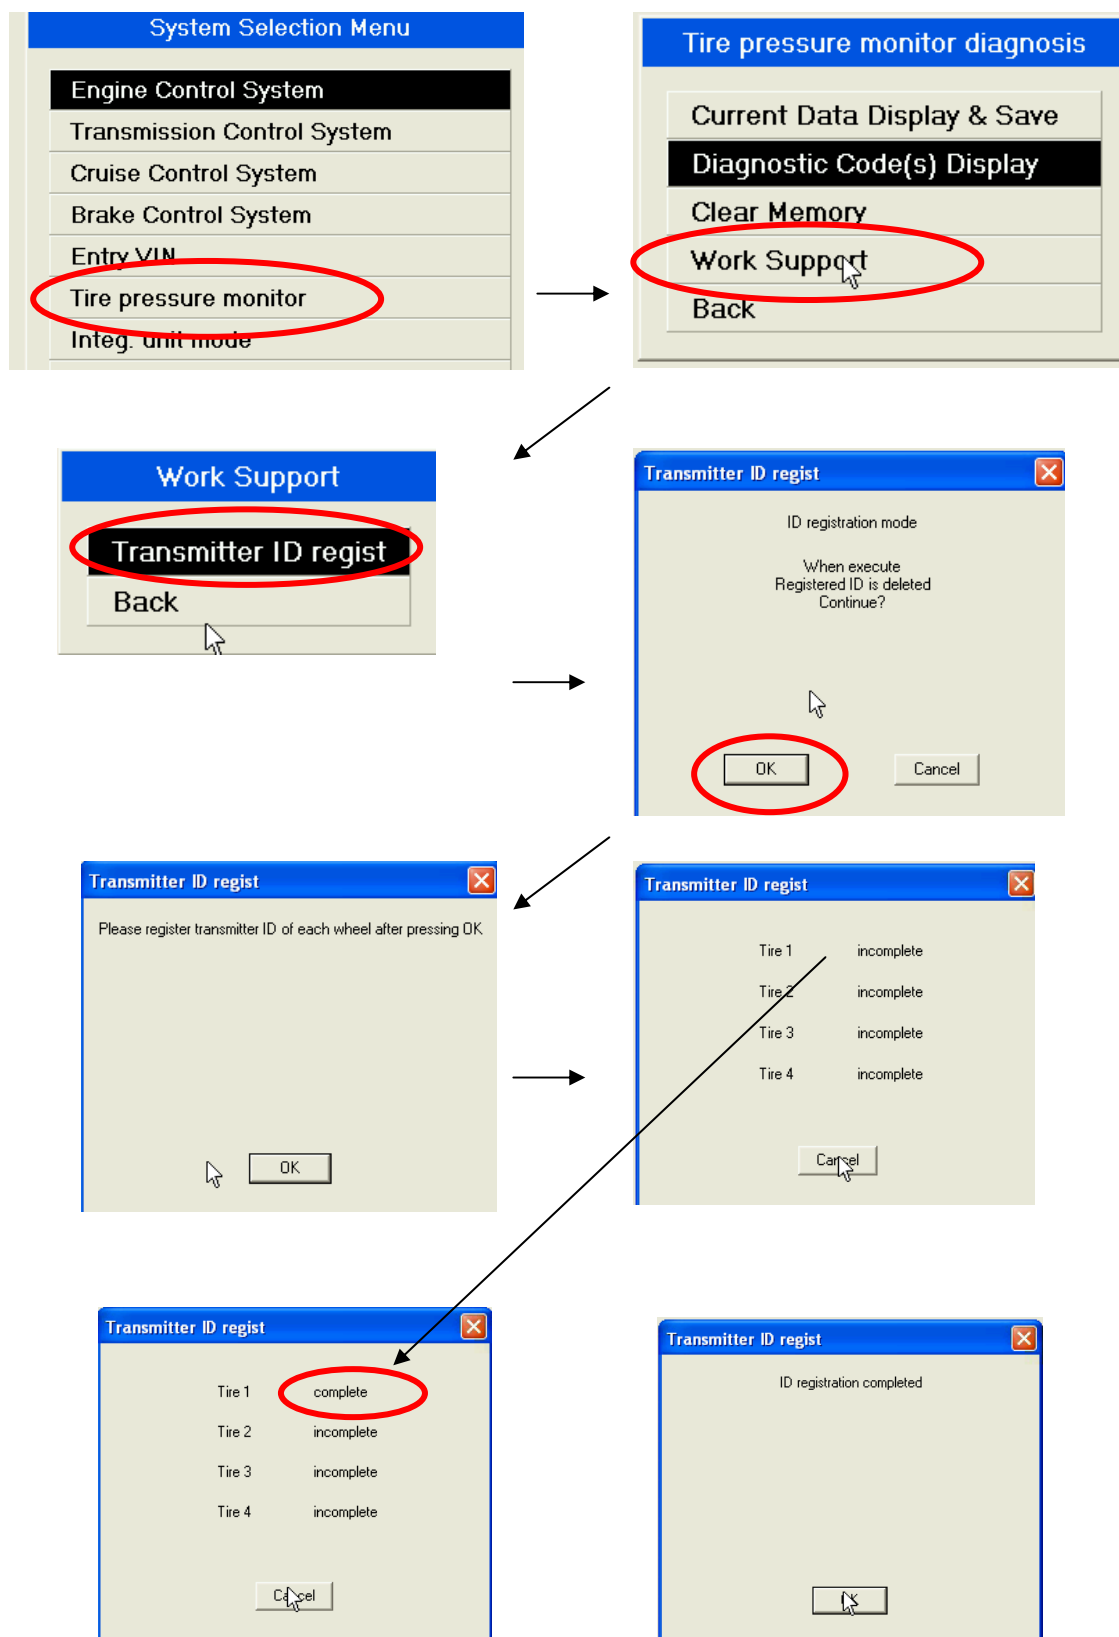 System Selection Menu
Engine Control System
Transmission Control System
Cruise Control System
Brake Control System
Entry VIN
Tire pressure monitor
Integ. unit mode
Tire pressure monitor diagnosis
Current Data Display & Save
Diagnostic Code(s) Display
Clear Memory
Work Support
Back
Work Support
Transmitter ID regist
Back
Transmitter ID regist
ID registration mode
When execute
Registered ID is deleted
Continue?
OK
Cancel
Transmitter ID regist
Please register transmitter ID of each wheel after pressing OK
OK
Transmitter ID regist
Tire 1 incomplete
Tire 2 incomplete
Tire 3 incomplete
Tire 4 incomplete
Cancel
Transmitter ID regist
Tire 1 complete
Tire 2 incomplete
Tire 3 incomplete
Tire 4 incomplete
Cancel
Transmitter ID regist
ID registration completed
OK